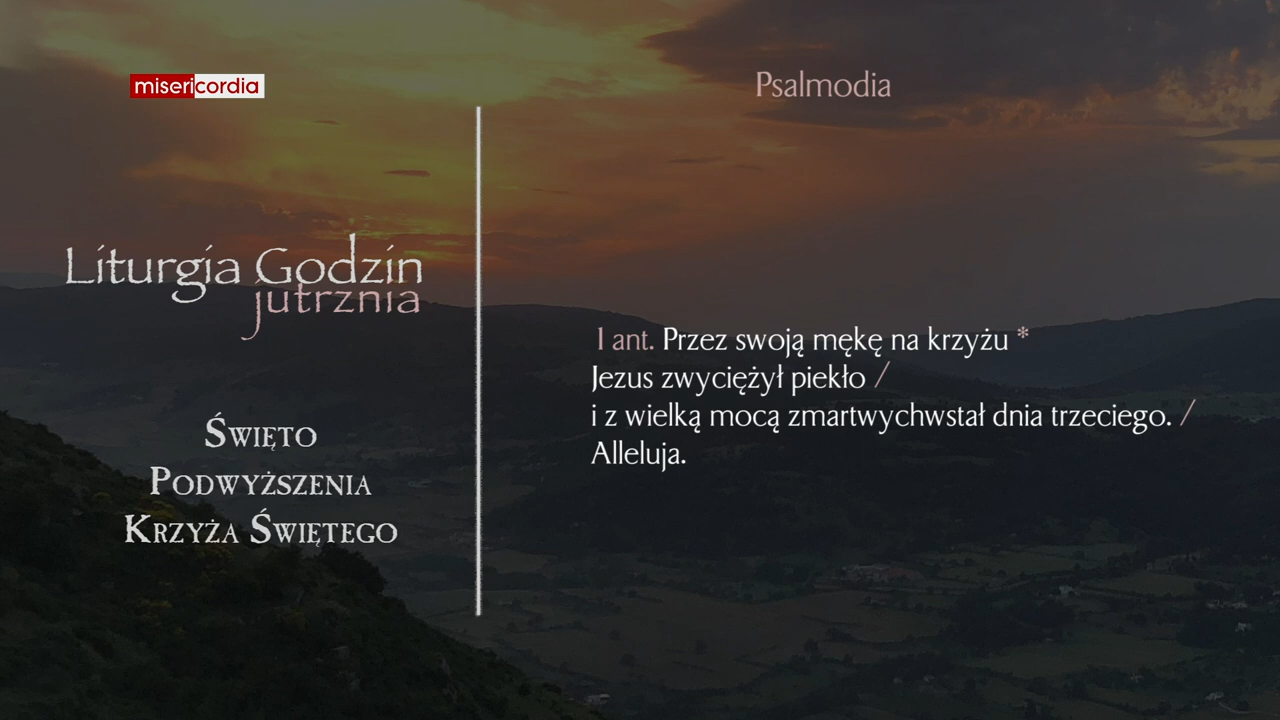 misericordia
Liturgia Godzin
jutrznia
Święto
Podwyższenia
Krzyża Świętego
Psalmodia
1 ant. Przez swoją mękę na krzyżu *
Jezus zwyciężył piekło /
i z wielką mocą zmartwychwstał dnia trzeciego. /
Alleluja.